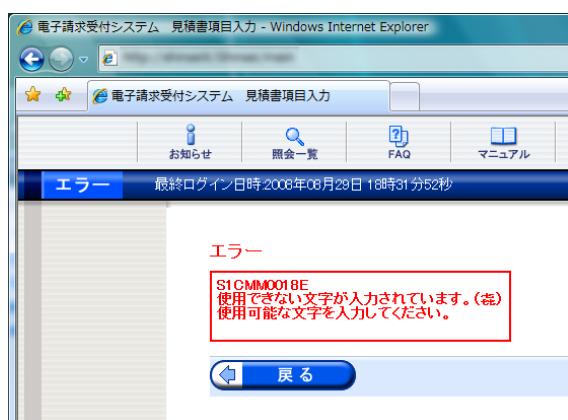 電子請求受付システム 見積書項目入力 - Windows Internet Explorer
電子請求受付システム 見積書項目入力
お知らせ 照会一覧 FAQ マニュアル
エラー 最終ログイン日時:2008年08月29日 18時31分52秒
エラー
S1CMM0018E
使用できない文字が入力されています。()
使用可能な文字を入力してください。
戻る